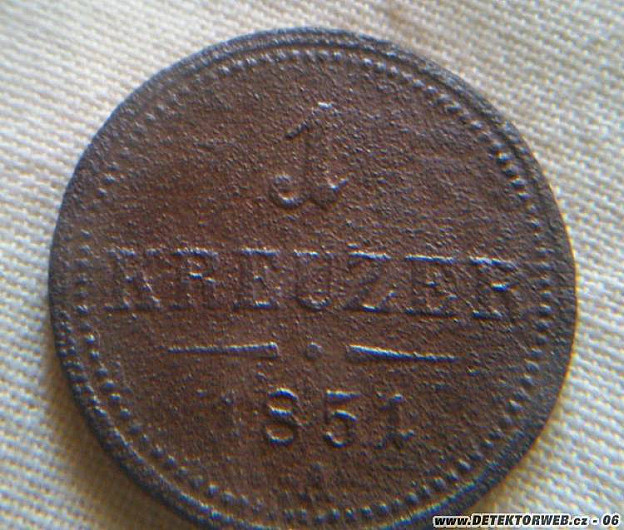 1
KREUZER
1851
A
www.DETEKTORWEB.cz - 06